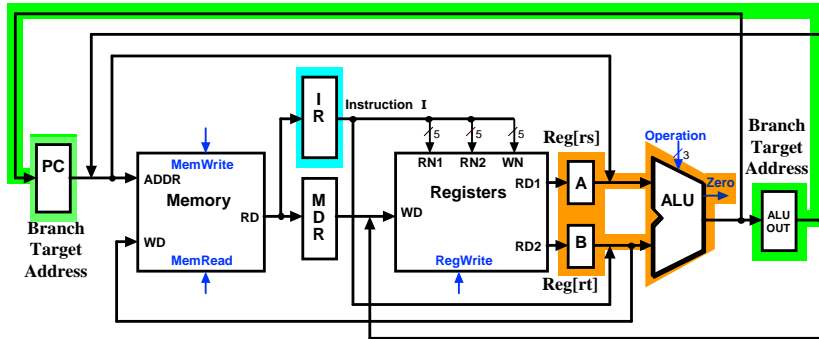 I
R
Instruction I
5
5
5
Reg[rs]
Operation
3
Branch
Target
Address
PC
MemWrite
RN1 RN2 WN
ADDR
Memory
RD
M
D
R
Registers
RD1
A
Zero
ALU
ALU
OUT
WD
Branch
Target
Address
WD
MemRead
RD2
B
RegWrite
Reg[rt]